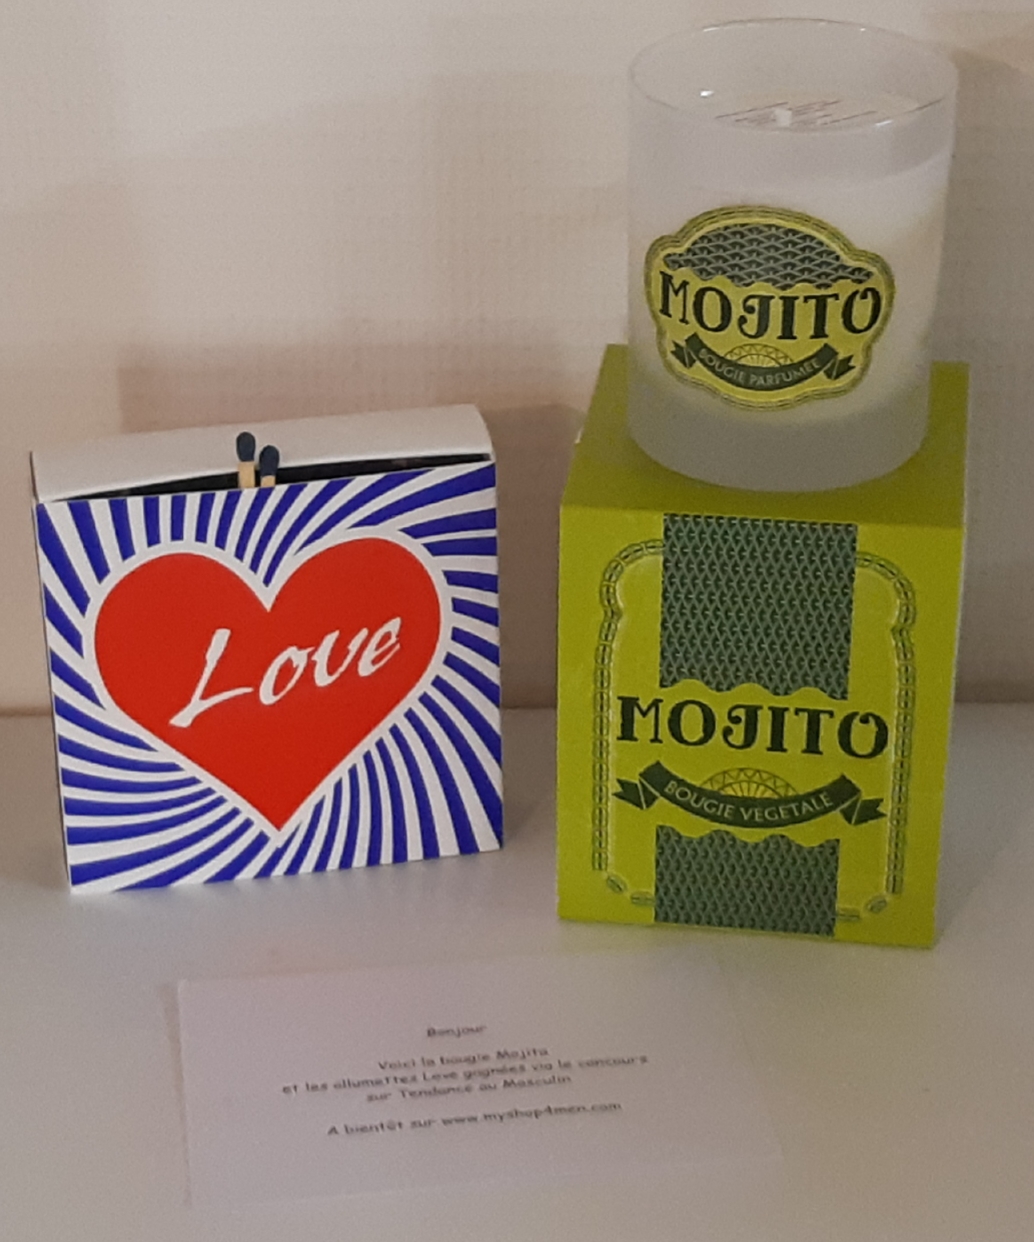 MOJITO
BOUGIE PARFUMÉE
Love
MOJITO
BOUGIE VEGETALE
Bonjour
Voici la bougie Mojito
et les allumettes Love gagnées via le concours
sur Tendance au Masculin
A bientôt sur www.myshop4men.com